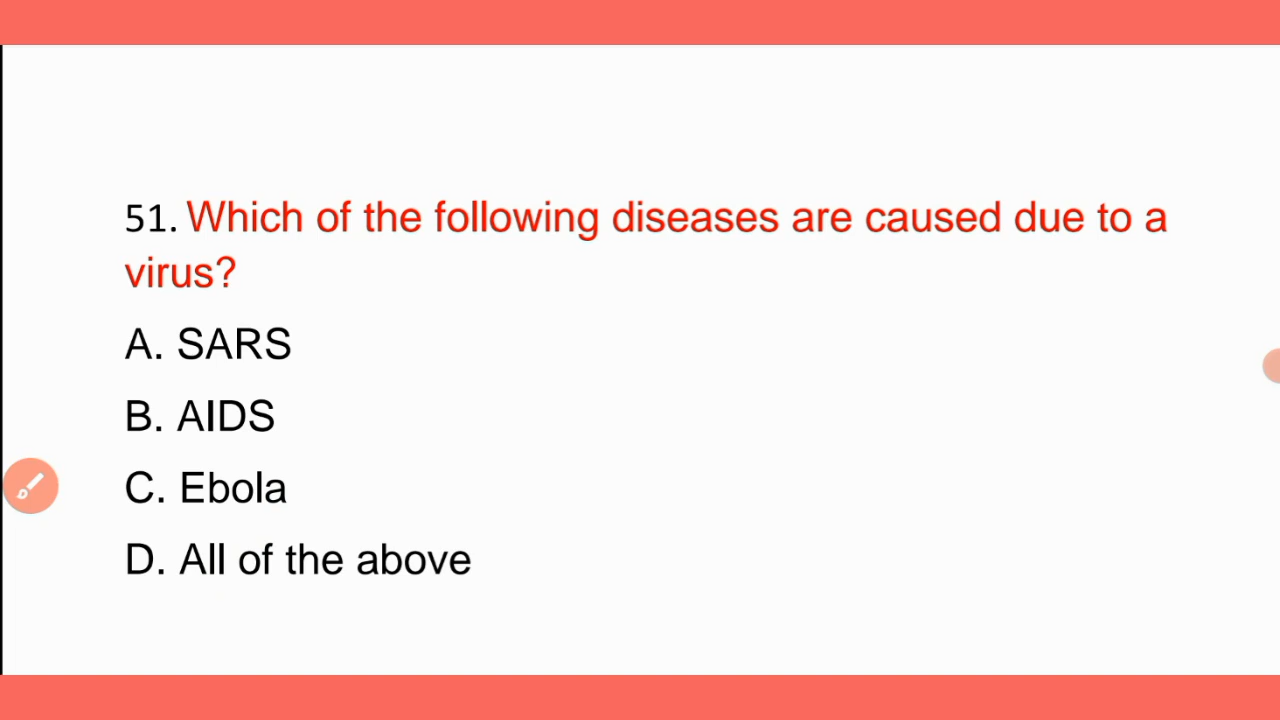 51. Which of the following diseases are caused due to a
virus?
A. SARS
B. AIDS
C. Ebola
D. All of the above